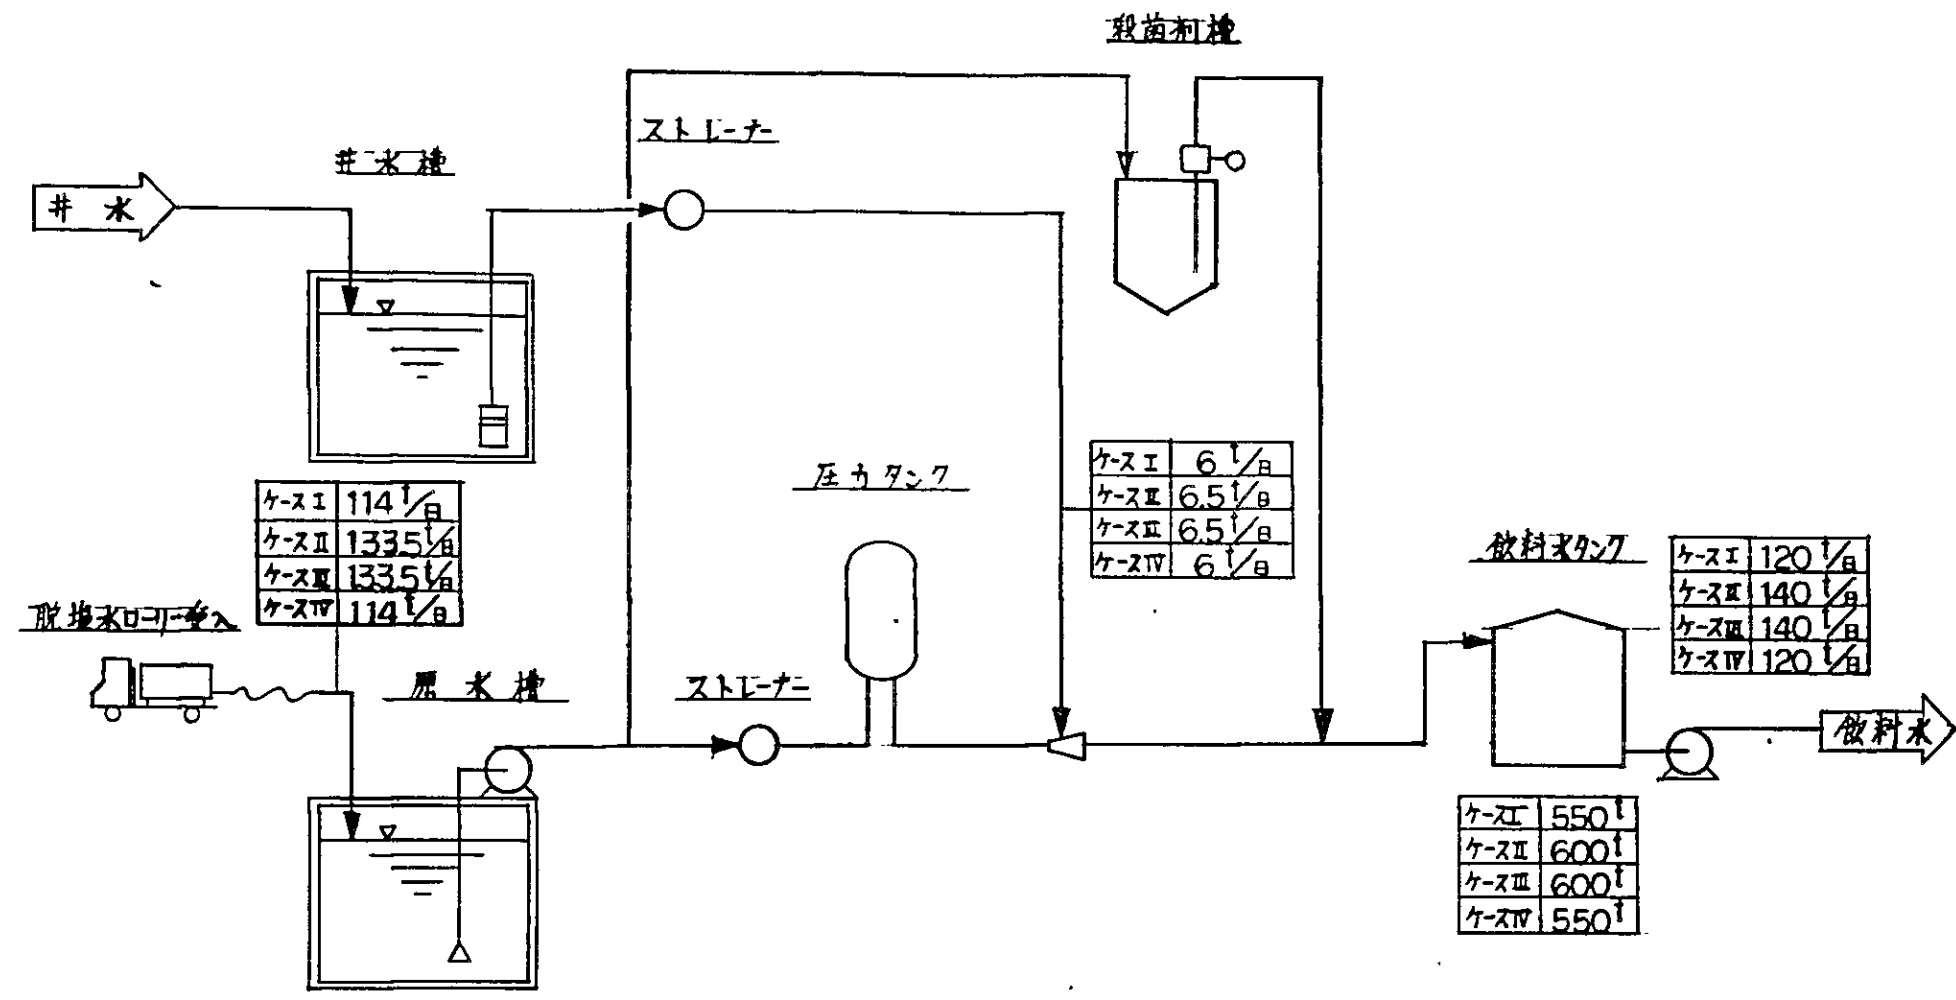 殺菌剤槽
ストレーナー
井水槽
井水
ケースI 6 t/日
ケースII 6.5 t/日
ケースIII 6.5 t/日
ケースIV 6 t/日
圧力タンク
ケースI 114 t/日
ケースII 133.5 t/日
ケースIII 133.5 t/日
ケースIV 114 t/日
飲料水タンク
ケースI 120 t/日
ケースII 140 t/日
ケースIII 140 t/日
ケースIV 120 t/日
脱塩水ローリー受入
原水槽
ストレーナー
飲料水
ケースI 550 t
ケースII 600 t
ケースIII 600 t
ケースIV 550 t